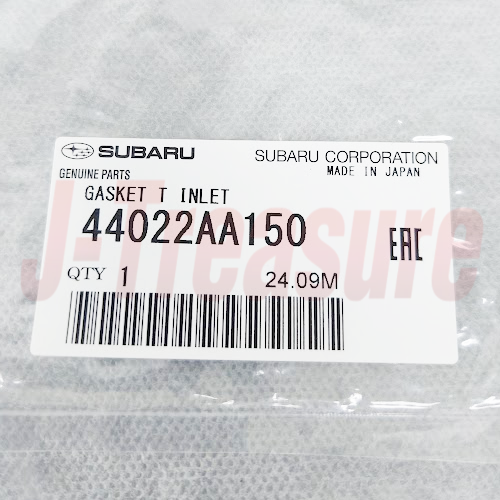 SUBARU SUBARU CORPORATION
GENUINE PARTS MADE IN JAPAN
GASKET T INLET
44022AA150
EAC
QTY 1 24.09M
J-Treasure